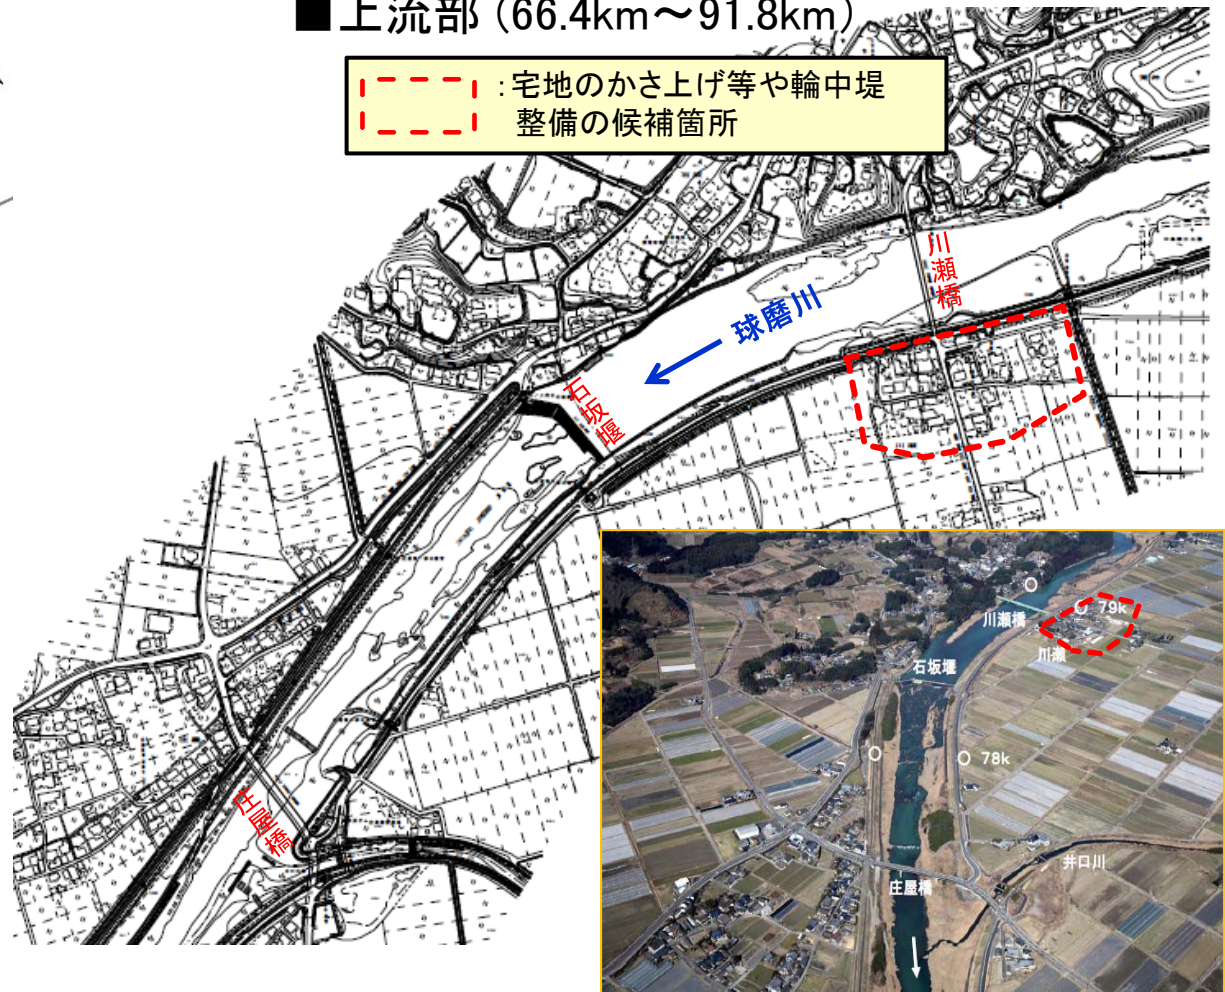 ■上流部（66.4km～91.8km）
：宅地のかさ上げ等や輪中堤
整備の候補箇所
川瀬橋
球磨川
石坂堰
庄屋橋
川瀬橋
79k
川瀬
石坂堰
78k
井口川
庄屋橋